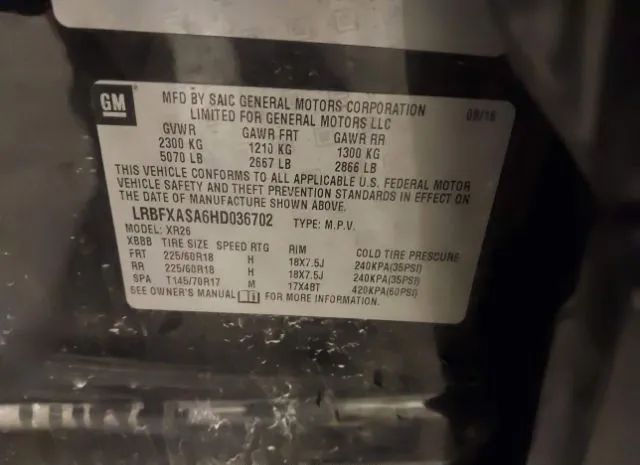 GM
MFD BY SAIC GENERAL MOTORS CORPORATION 09/16
LIMITED FOR GENERAL MOTORS LLC
GVWR GAWR FRT GAWR RR
2300 KG 1210 KG 1300 KG
5070 LB 2667 LB 2866 LB
THIS VEHICLE CONFORMS TO ALL APPLICABLE U.S. FEDERAL MOTOR
VEHICLE SAFETY AND THEFT PREVENTION STANDARDS IN EFFECT ON
THE DATE OF MANUFACTURE SHOWN ABOVE.
LRBFXASA6HD036702 TYPE: M.P.V.
MODEL: XR26
XBBB TIRE SIZE SPEED RTG RIM COLD TIRE PRESSURE
FRT 225/60R18 H 18X7.5J 240KPA(35PSI)
RR 225/60R18 H 18X7.5J 240KPA(35PSI)
SPA T145/70R17 M 17X4BT 420KPA(60PSI)
SEE OWNER'S MANUAL FOR MORE INFORMATION.